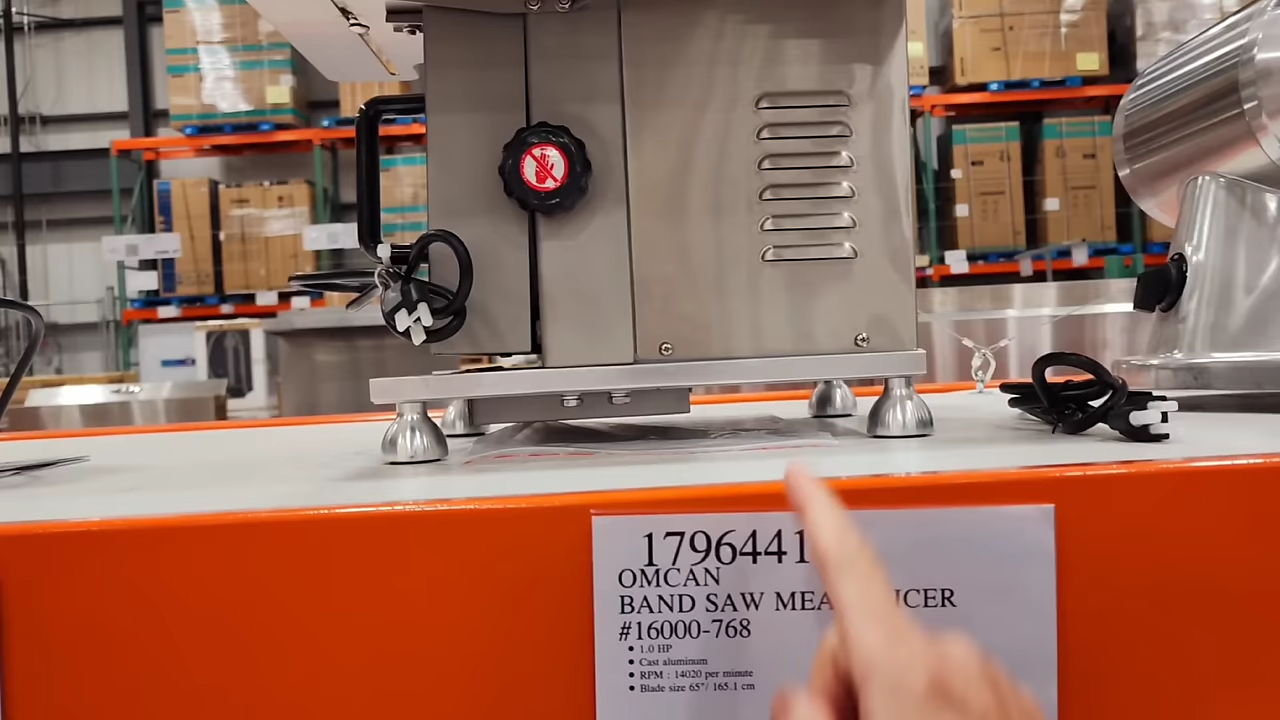 1796441
OMCAN
BAND SAW
#16000-768
• 1.0 HP
• Cast aluminum
• RPM : 14020 per minute
• Blade size 65"/ 165.1 cm